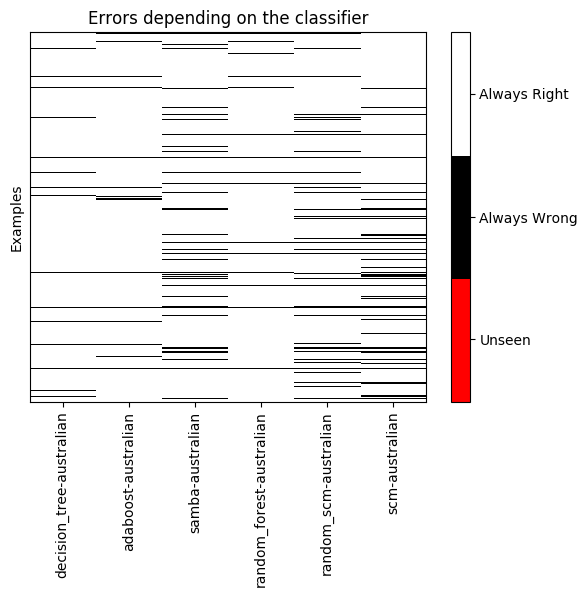 Errors depending on the classifier
Examples
Always Right
Always Wrong
Unseen
decision_tree-australian
adaboost-australian
samba-australian
random_forest-australian
random_scm-australian
scm-australian